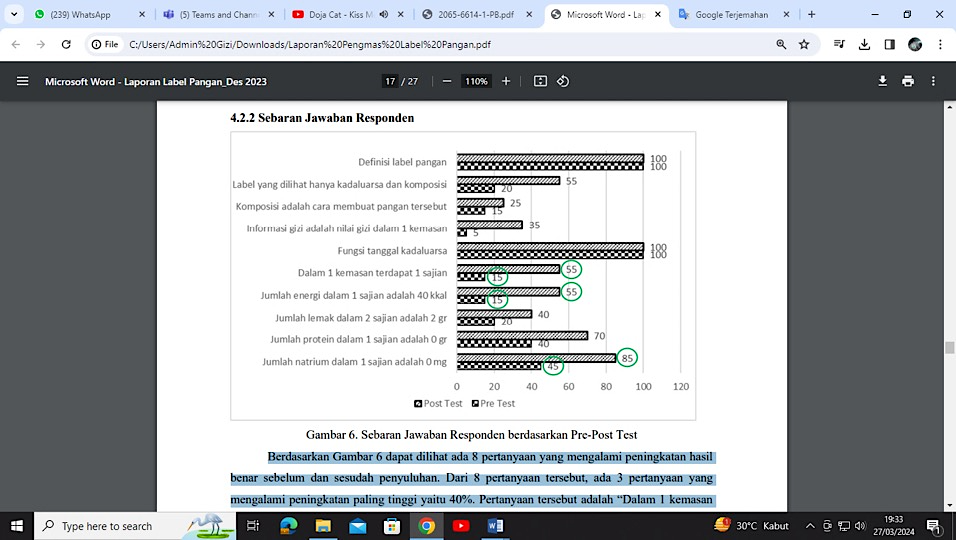 (239) WhatsApp
(5) Teams and Chann
Doja Cat - Kiss M
2065-6614-1-PB.pdf
Microsoft Word - Lap
Google Terjemahan
File
C:/Users/Admin%20Gizi/Downloads/Laporan%20Pengmas%20Label%20Pangan.pdf
Microsoft Word - Laporan Label Pangan_Des 2023
17 / 27
110%
4.2.2 Sebaran Jawaban Responden
Definisi label pangan 100 100
Label yang dilihat hanya kadaluarsa dan komposisi 55 20
Komposisi adalah cara membuat pangan tersebut 25 15
Informasi gizi adalah nilai gizi dalam 1 kemasan 35 5
Fungsi tanggal kadaluarsa 100 100
Dalam 1 kemasan terdapat 1 sajian 55 15
Jumlah energi dalam 1 sajian adalah 40 kkal 55 15
Jumlah lemak dalam 2 sajian adalah 2 gr 40 20
Jumlah protein dalam 1 sajian adalah 0 gr 70 40
Jumlah natrium dalam 1 sajian adalah 0 mg 85 45
0 20 40 60 80 100 120
Post Test Pre Test
Gambar 6. Sebaran Jawaban Responden berdasarkan Pre-Post Test
Berdasarkan Gambar 6 dapat dilihat ada 8 pertanyaan yang mengalami peningkatan hasil
benar sebelum dan sesudah penyuluhan. Dari 8 pertanyaan tersebut, ada 3 pertanyaan yang
mengalami peningkatan paling tinggi yaitu 40%. Pertanyaan tersebut adalah “Dalam 1 kemasan
Type here to search
30°C Kabut
19:33
27/03/2024
1